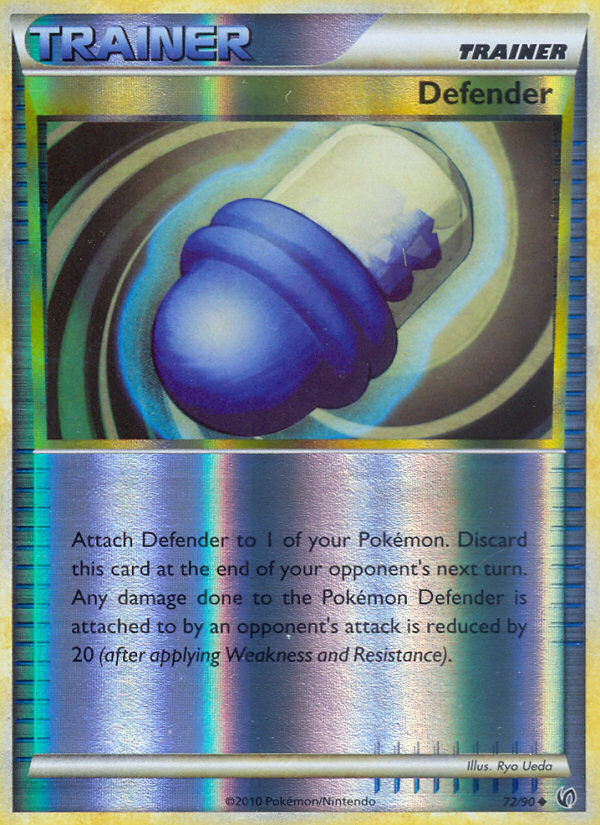 TRAINER
TRAINER
Defender
Attach Defender to 1 of your Pokémon. Discard
this card at the end of your opponent's next turn.
Any damage done to the Pokémon Defender is
attached to by an opponent's attack is reduced by
20 (after applying Weakness and Resistance).
Illus. Ryo Ueda
©2010 Pokémon/Nintendo
72/90